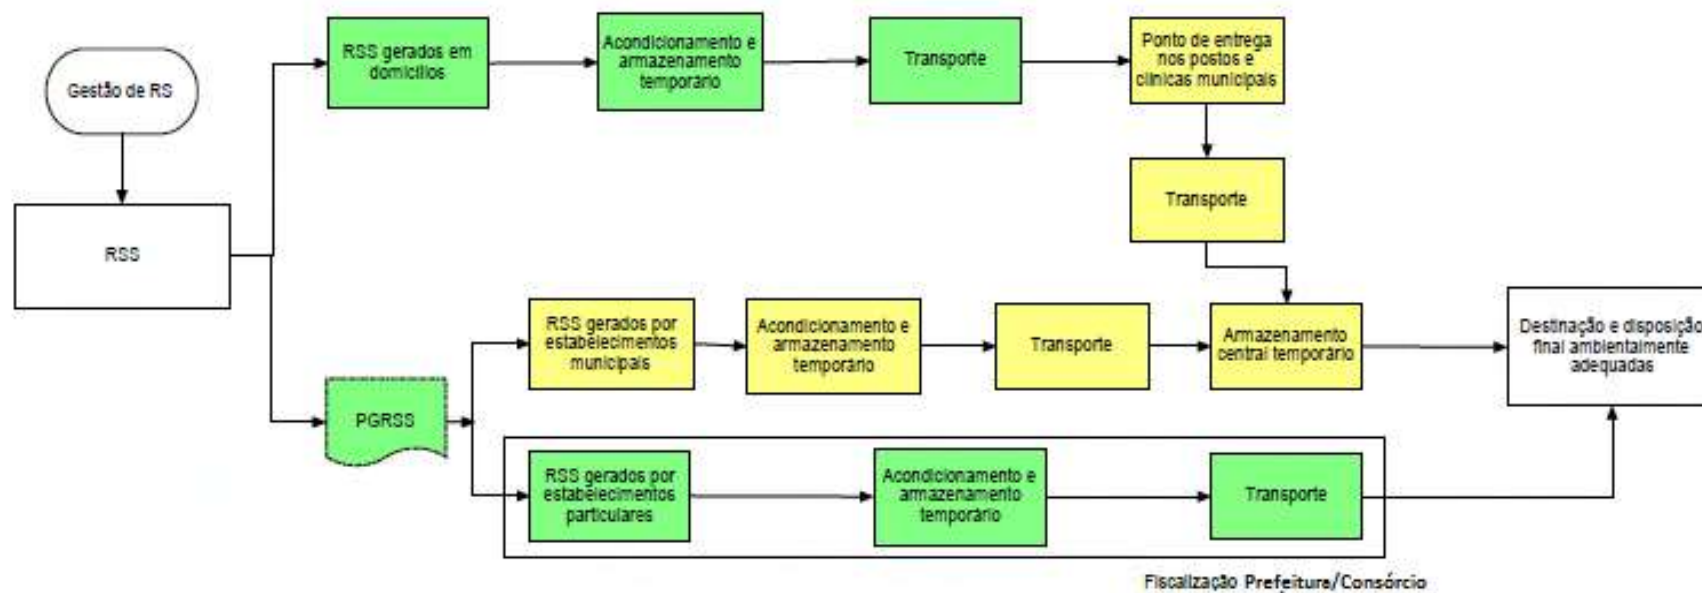 Gestão de RS
RSS
RSS gerados em
domicílios
Acondicionamento e
armazenamento
temporário
Transporte
Ponto de entrega
nos postos e
clínicas municipais
Transporte
PGRSS
RSS gerados por
estabelecimentos
municipais
Acondicionamento e
armazenamento
temporário
Transporte
Armazenamento
central temporário
Destinação e disposição
final ambientalmente
adequadas
RSS gerados por
estabelecimentos
particulares
Acondicionamento e
armazenamento
temporário
Transporte
Fiscalização Prefeitura/Consórcio